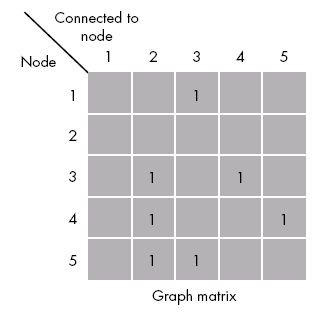 Connected to
node
Node
1 2 3 4 5
1 1
2
3 1 1
4 1 1
5 1 1
Graph matrix